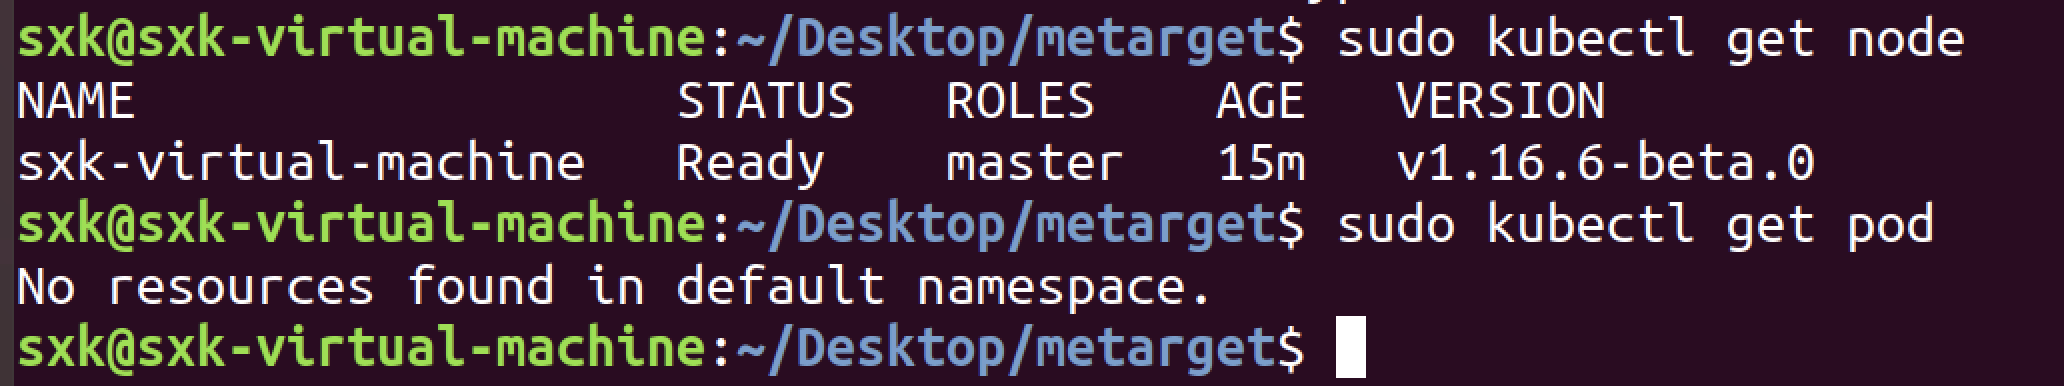 sxk@sxk-virtual-machine:~/Desktop/metarget$ sudo kubectl get node
NAME                  STATUS   ROLES    AGE   VERSION
sxk-virtual-machine   Ready    master   15m   v1.16.6-beta.0
sxk@sxk-virtual-machine:~/Desktop/metarget$ sudo kubectl get pod
No resources found in default namespace.
sxk@sxk-virtual-machine:~/Desktop/metarget$